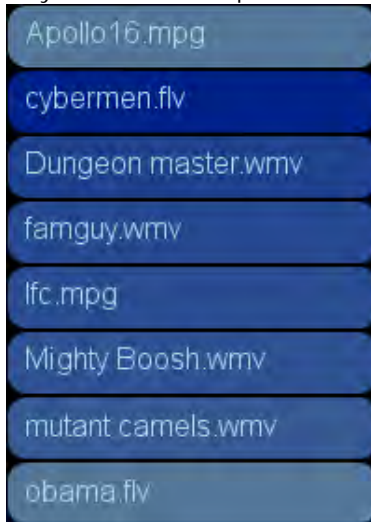 Apollo16.mpg
cybermen.flv
Dungeon master.wmv
famguy.wmv
lfc.mpg
Mighty Boosh.wmv
mutant camels.wmv
obama.flv